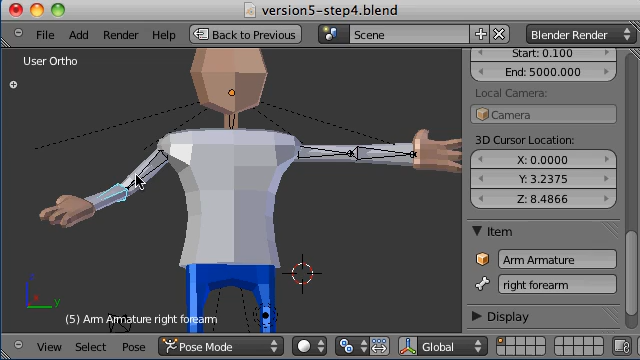 version5-step4.blend
File Add Render Help Back to Previous Scene Blender Render
User Ortho
Start: 0.100
End: 5000.000
Local Camera:
Camera
3D Cursor Location:
X: 0.0000
Y: 3.2375
Z: 8.4866
Item
Arm Armature
right forearm
Display
x y
(5) Arm Armature right forearm
View Select Pose Pose Mode Global